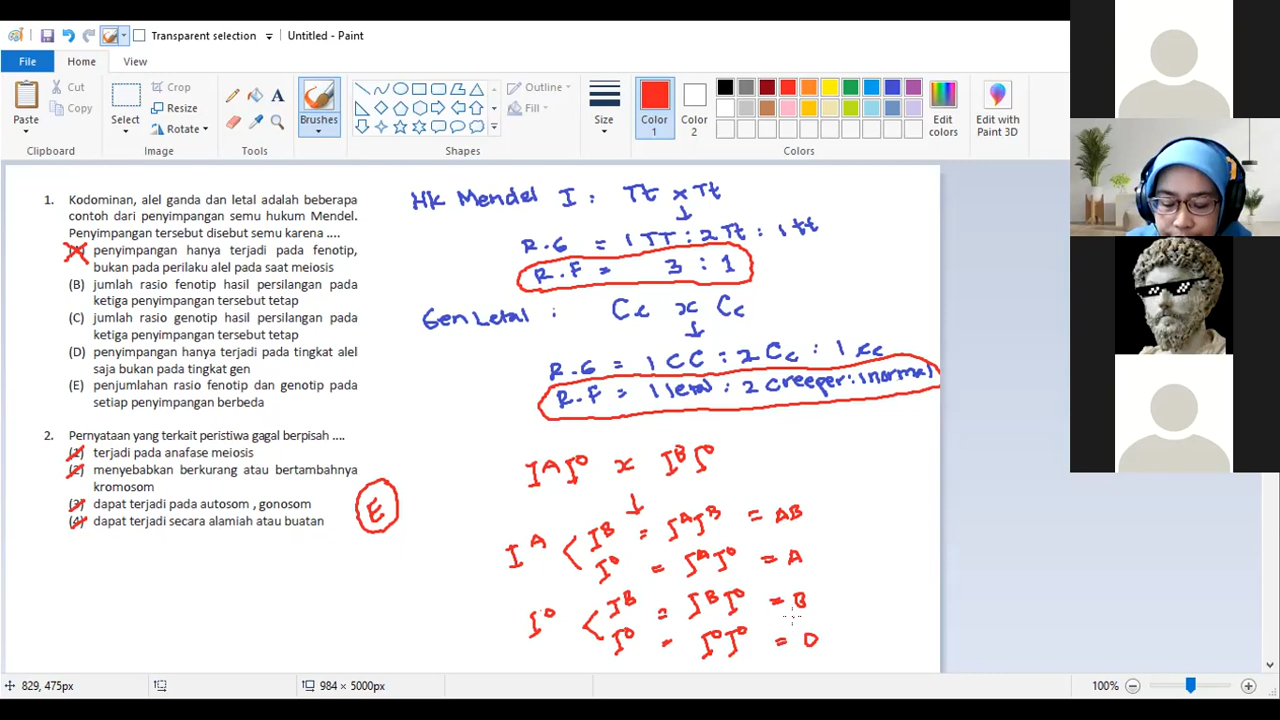 Transparent selection
Untitled - Paint
File
Home
View
Paste
Cut
Copy
Clipboard
Select
Crop
Resize
Rotate
Image
Tools
Brushes
Shapes
Outline
Fill
Size
Color 1
Color 2
Colors
Edit colors
Edit with Paint 3D
1. Kodominan, alel ganda dan letal adalah beberapa
contoh dari penyimpangan semu hukum Mendel.
Penyimpangan tersebut disebut semu karena ....
penyimpangan hanya terjadi pada fenotip,
bukan pada perilaku alel pada saat meiosis
(B) jumlah rasio fenotip hasil persilangan pada
ketiga penyimpangan tersebut tetap
(C) jumlah rasio genotip hasil persilangan pada
ketiga penyimpangan tersebut tetap
(D) penyimpangan hanya terjadi pada tingkat alel
saja bukan pada tingkat gen
(E) penjumlahan rasio fenotip dan genotip pada
setiap penyimpangan berbeda
2. Pernyataan yang terkait peristiwa gagal berpisah ....
(1) terjadi pada anafase meiosis
(2) menyebabkan berkurang atau bertambahnya
kromosom
(3) dapat terjadi pada autosom , gonosom
(4) dapat terjadi secara alamiah atau buatan
E
Hk Mendel I : Tt x Tt
↓
R.G = 1 TT : 2 Tt : 1 tt
R.F = 3 : 1
Gen Letal : Cc x Cc
↓
R.G = 1 CC : 2 Cc : 1 cc
R.F = 1 letal : 2 Creeper : 1 normal
I^A I^O x I^B I^O
↓
I^A < I^B = I^A I^B = AB
I^O = I^A I^O = A
I^O < I^B = I^B I^O = B
I^O = I^O I^O = O
829, 475px
984 × 5000px
100%